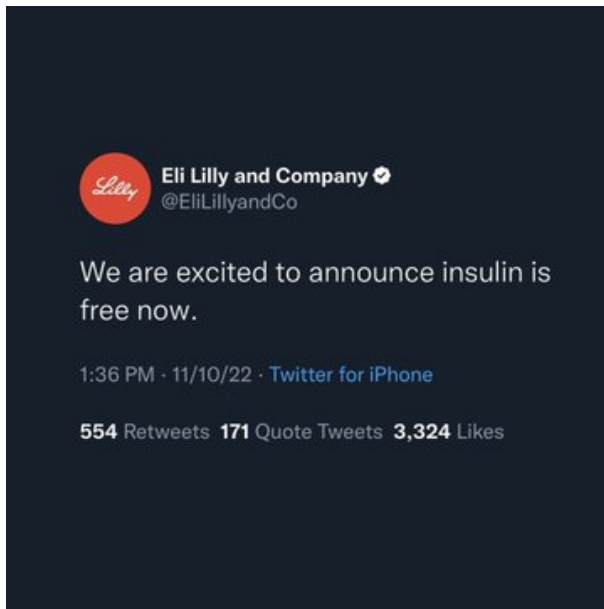 Lilly
Eli Lilly and Company
@EliLillyandCo
We are excited to announce insulin is
free now.
1:36 PM · 11/10/22 · Twitter for iPhone
554 Retweets 171 Quote Tweets 3,324 Likes